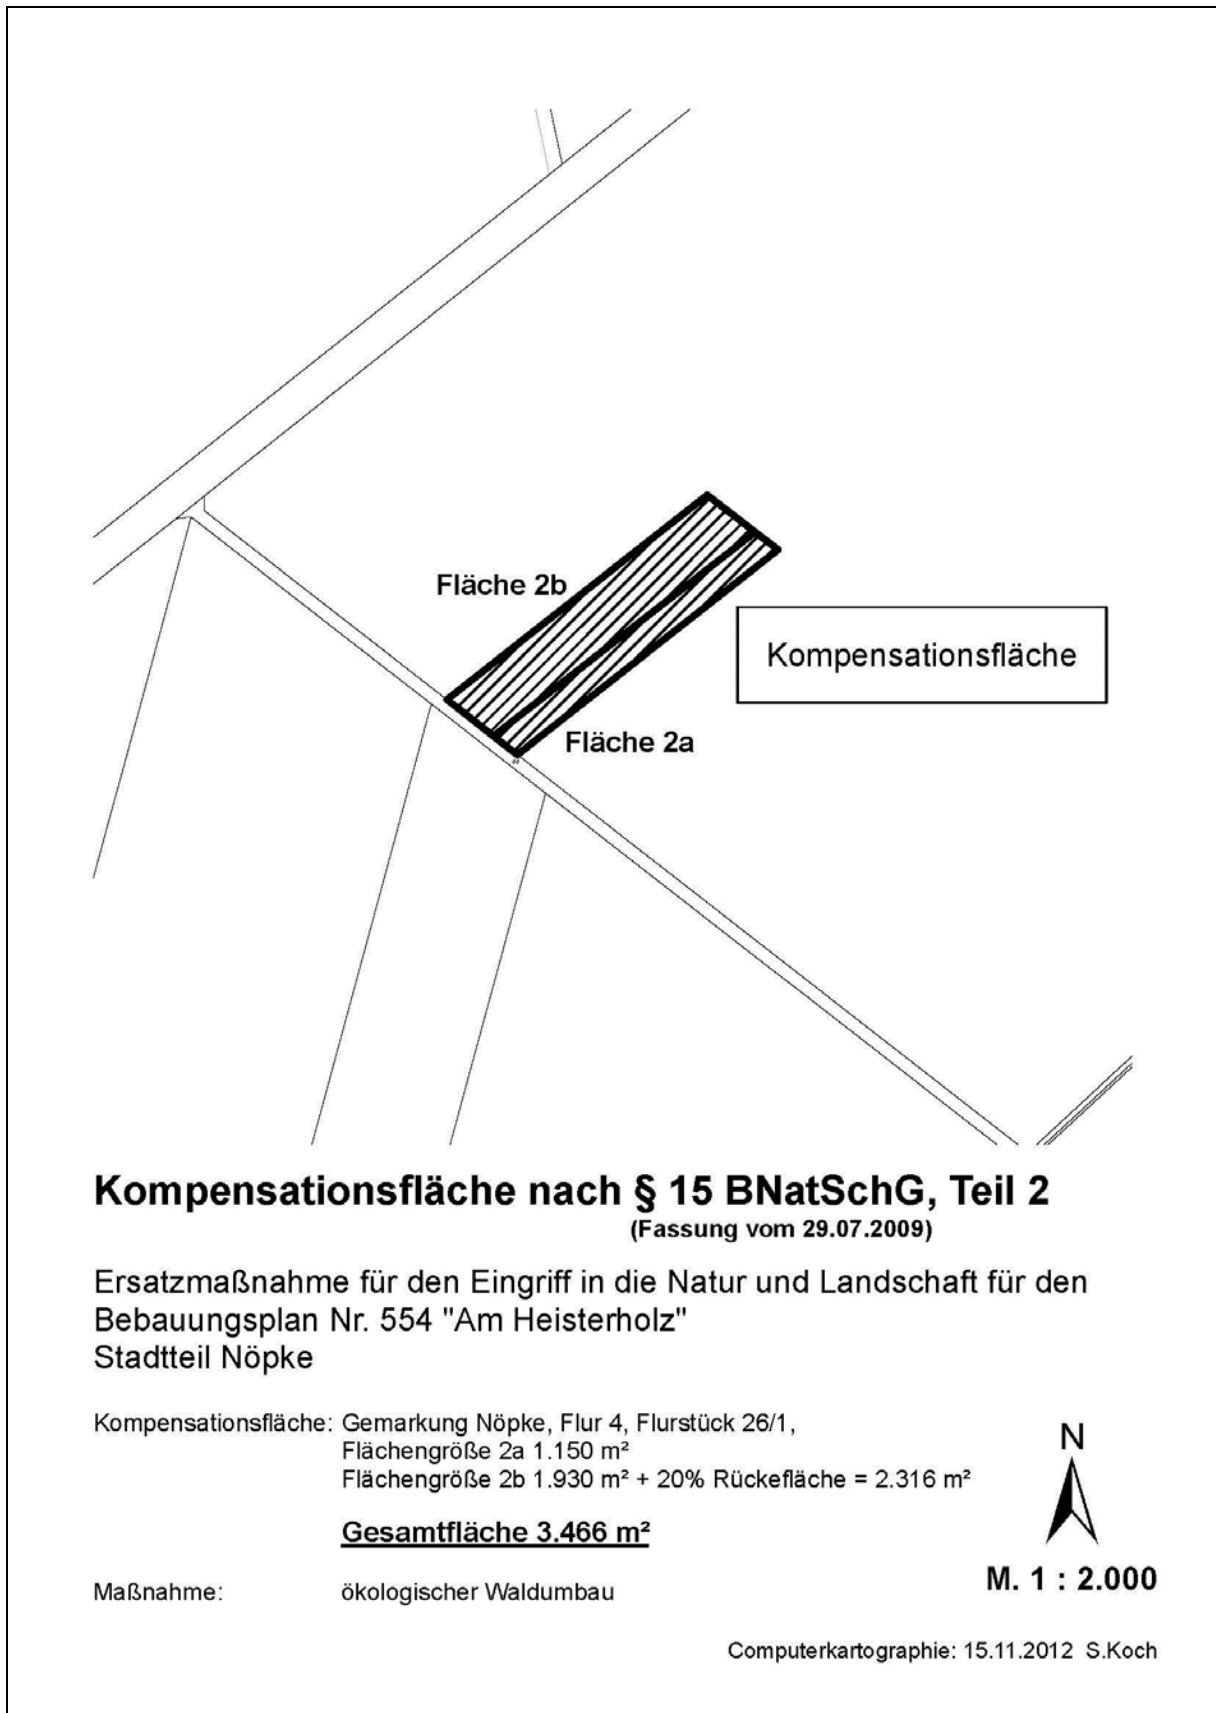 Fläche 2b
Kompensationsfläche
Fläche 2a
Kompensationsfläche nach § 15 BNatSchG, Teil 2
(Fassung vom 29.07.2009)
Ersatzmaßnahme für den Eingriff in die Natur und Landschaft für den
Bebauungsplan Nr. 554 "Am Heisterholz"
Stadtteil Nöpke
Kompensationsfläche: Gemarkung Nöpke, Flur 4, Flurstück 26/1,
Flächengröße 2a 1.150 m²
Flächengröße 2b 1.930 m² + 20% Rückefläche = 2.316 m²
Gesamtfläche 3.466 m²
Maßnahme: ökologischer Waldumbau
N
M. 1 : 2.000
Computerkartographie: 15.11.2012 S.Koch